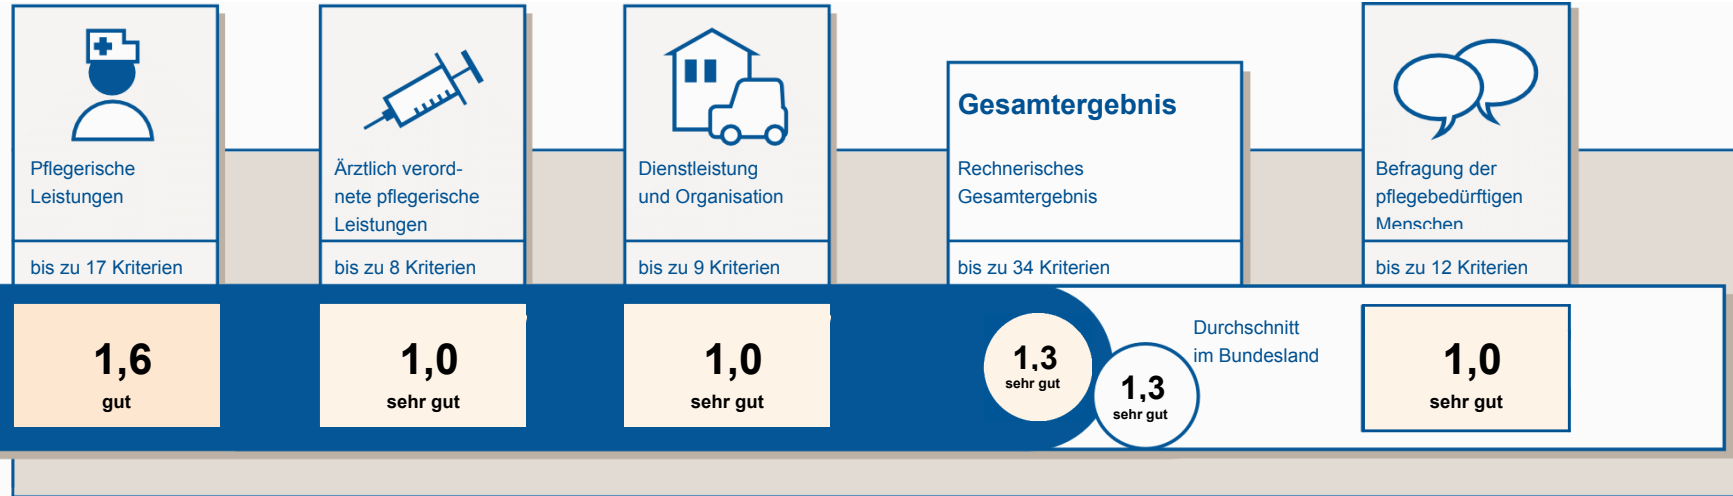 Pflegerische
Leistungen
bis zu 17 Kriterien
1,6
gut
Ärztlich verord-
nete pflegerische
Leistungen
bis zu 8 Kriterien
1,0
sehr gut
Dienstleistung
und Organisation
bis zu 9 Kriterien
1,0
sehr gut
Gesamtergebnis
Rechnerisches
Gesamtergebnis
bis zu 34 Kriterien
1,3
sehr gut
Durchschnitt
im Bundesland
1,3
sehr gut
Befragung der
pflegebedürftigen
Menschen
bis zu 12 Kriterien
1,0
sehr gut